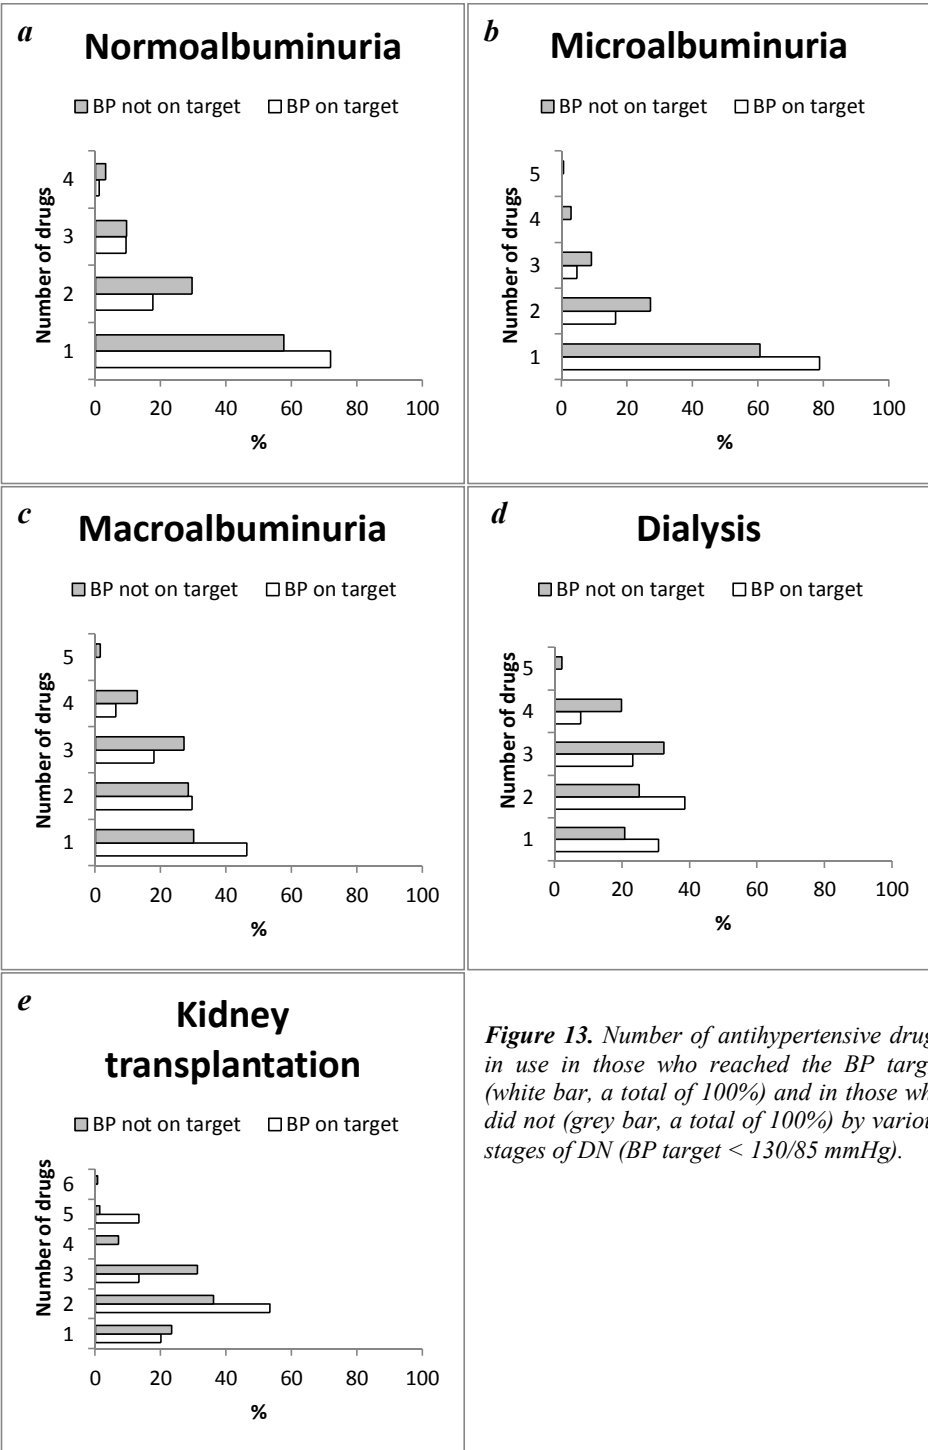 a
Normoalbuminuria
BP not on target BP on target
Number of drugs
4
3
2
1
0 20 40 60 80 100
%
b
Microalbuminuria
BP not on target BP on target
Number of drugs
5
4
3
2
1
0 20 40 60 80 100
%
c
Macroalbuminuria
BP not on target BP on target
Number of drugs
5
4
3
2
1
0 20 40 60 80 100
%
d
Dialysis
BP not on target BP on target
Number of drugs
5
4
3
2
1
0 20 40 60 80 100
%
e
Kidney
transplantation
BP not on target BP on target
Number of drugs
6
5
4
3
2
1
0 20 40 60 80 100
%
Figure 13. Number of antihypertensive drug
in use in those who reached the BP targ
(white bar, a total of 100%) and in those wh
did not (grey bar, a total of 100%) by variou
stages of DN (BP target < 130/85 mmHg).